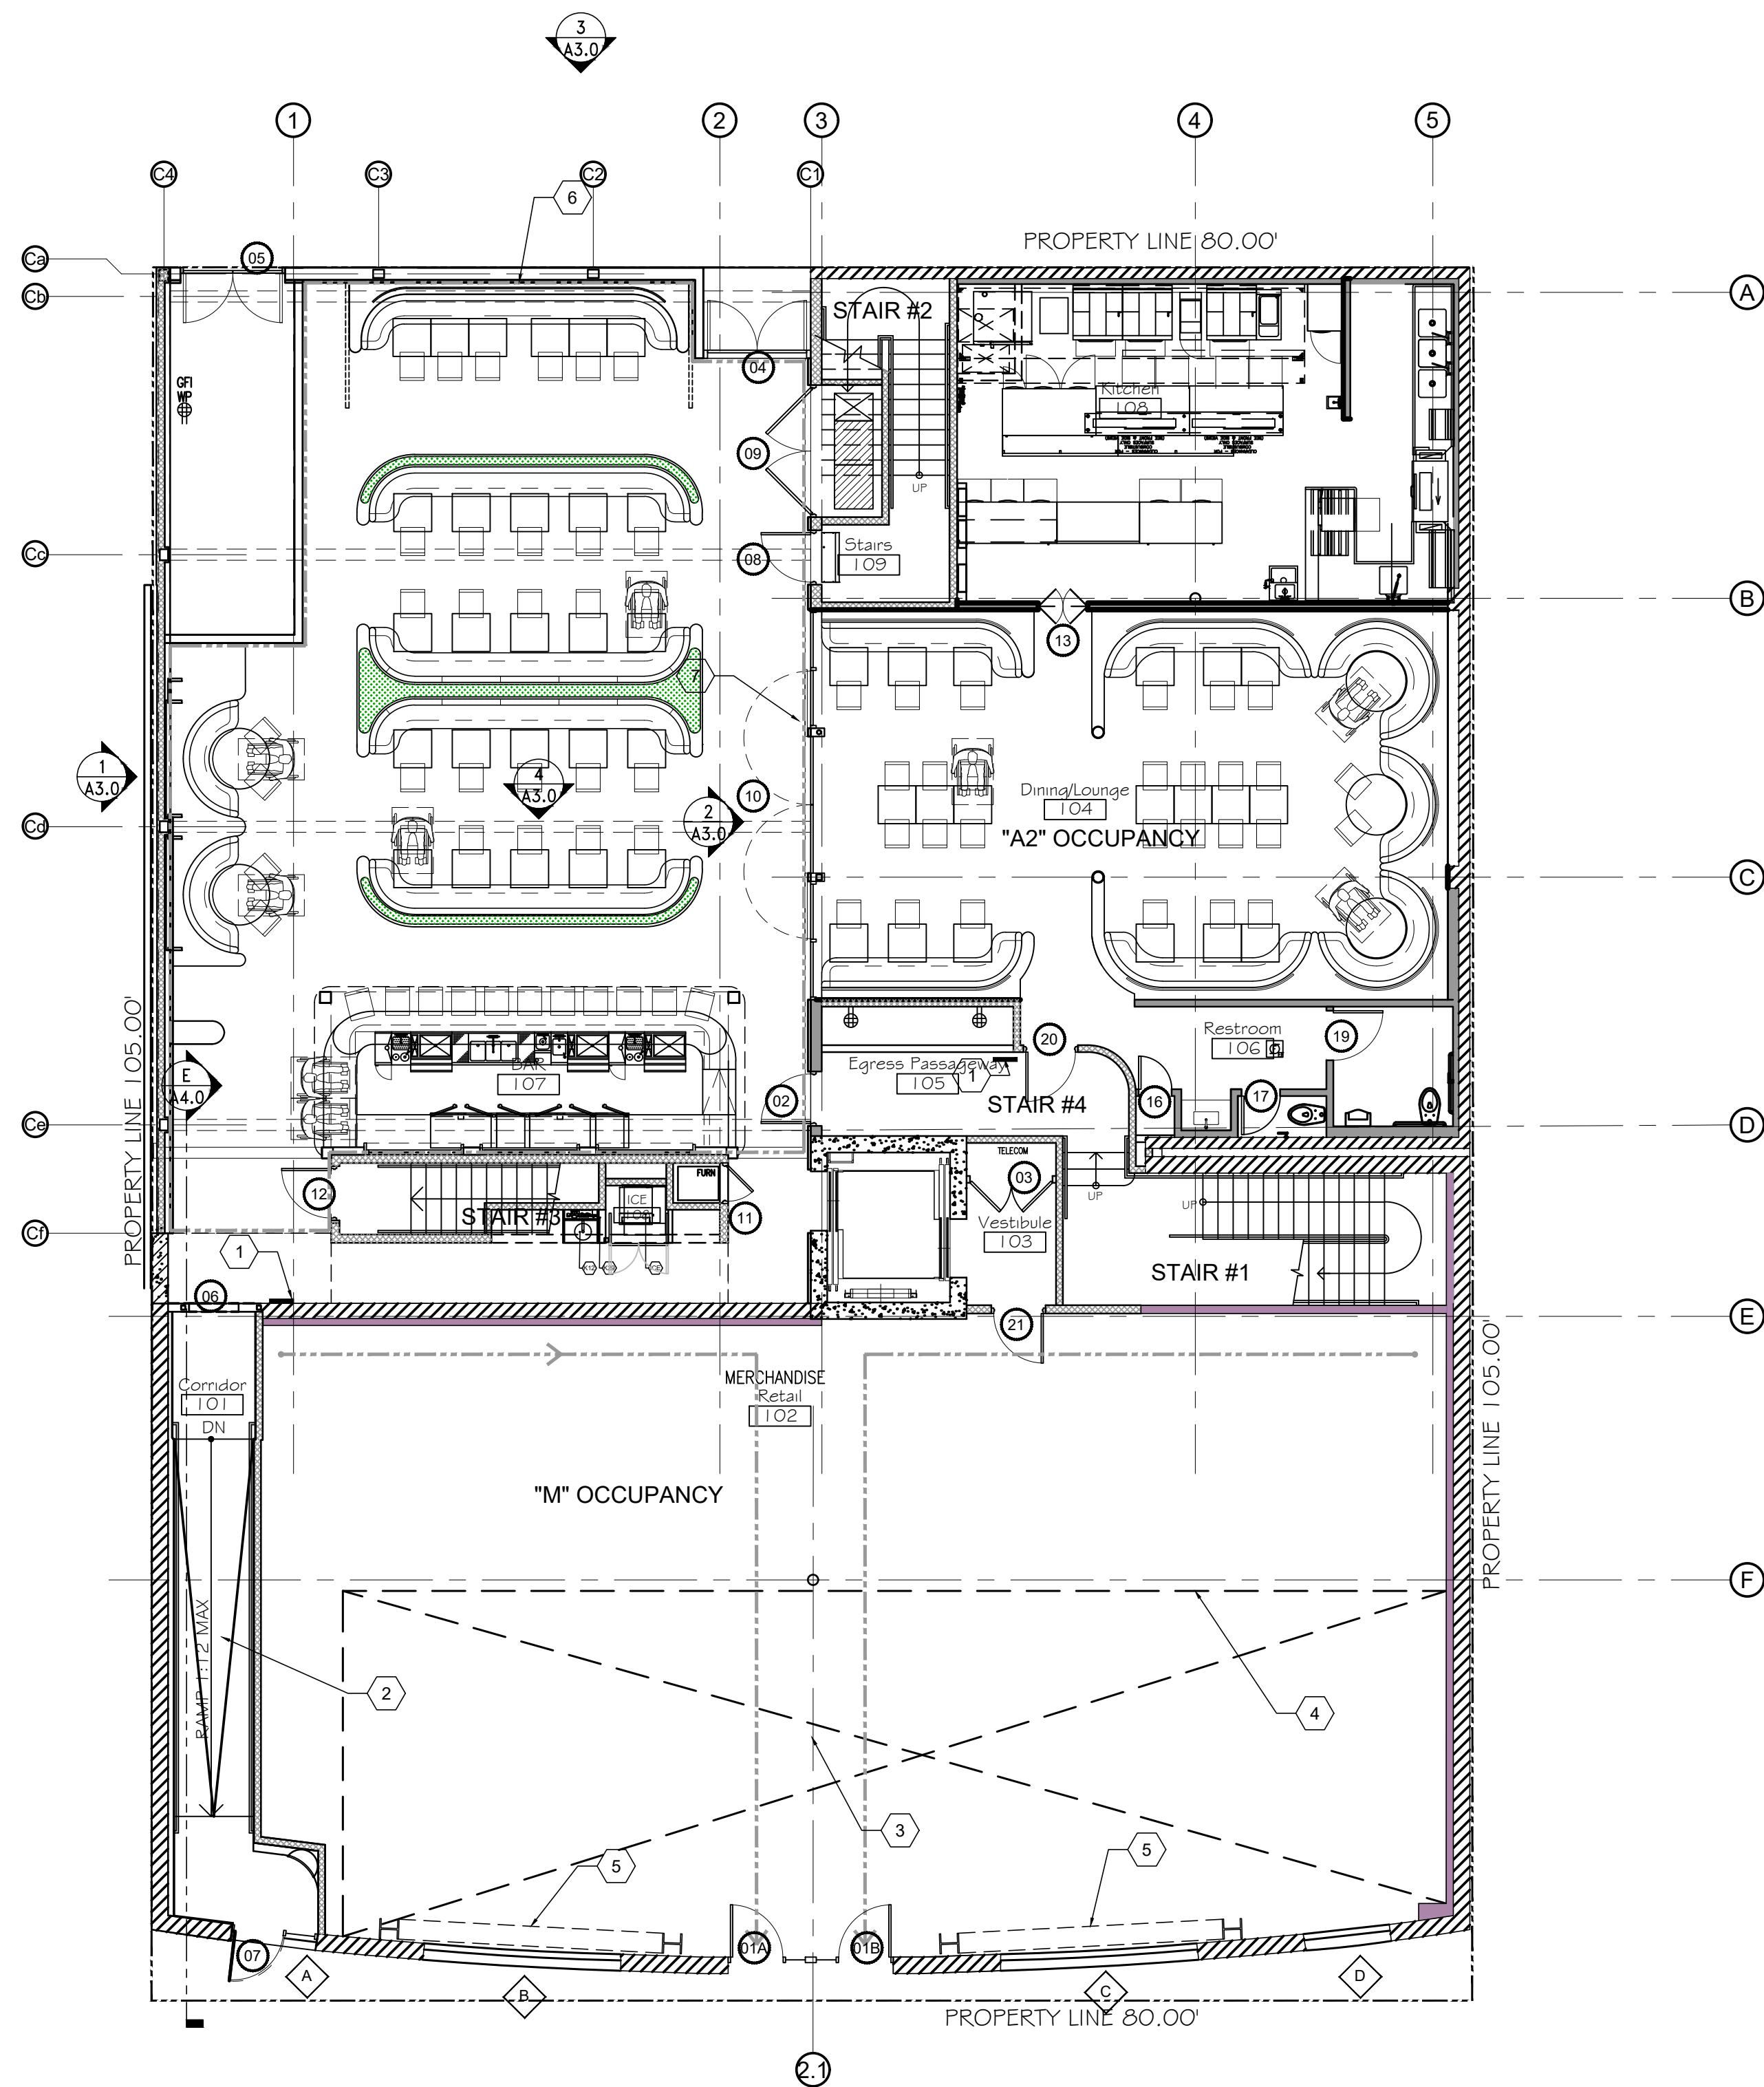 3
A3.0
1
2
3
4
5
C4
C3
C2
C1
6
PROPERTY LINE 80.00'
Ca
05
A
Cb
STAIR #2
04
GFI
WP
Kitchen
108
09
UP
Cc
08
Stairs
109
B
13
7
1
A3.0
4
A3.0
10
2
A3.0
Dining/Lounge
104
"A2" OCCUPANCY
Cd
C
PROPERTY LINE 105.00'
E
A4.0
BAR
107
02
20
Egress Passageway
105
1
STAIR #4
Restroom
106
19
16
17
Ce
D
TELECOM
03
UP
FURN
12
ICE
STAIR #3
11
Vestibule
103
UP
STAIR #1
Cf
1
06
21
E
Corridor
101
DN
MERCHANDISE
Retail
102
PROPERTY LINE 105.00'
"M" OCCUPANCY
F
RAMP 1:12 MAX
2
4
3
5
5
01A
01B
07
A
B
C
D
PROPERTY LINE 80.00'
2.1